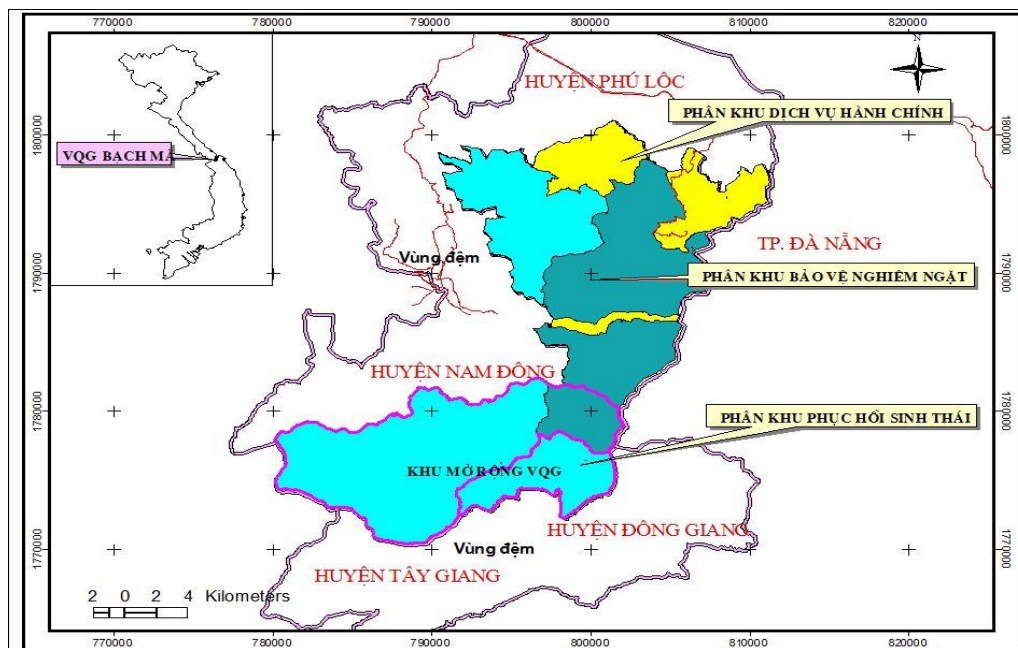 770000 780000 790000 800000 810000 820000
N
HUYỆN PHÚ LÔC
PHÂN KHU DICH VỤ HÀNH CHÍNH
1800000 1800000
VQG BẠCH MÃ
TP. ĐÀ NẴNG
Vùng đệm
PHÂN KHU BẢO VỆ NGHIÊM NGẶT
1790000 1790000
HUYỆN NAM ĐÔNG
1780000 1780000
PHÂN KHU PHỤC HỒI SINH THÁI
KHU MỞ RỘNG VQG
HUYỆN ĐÔNG GIANG
Vùng đệm
1770000 1770000
HUYỆN TÂY GIANG
2 0 2 4 Kilometers
770000 780000 790000 800000 810000 820000